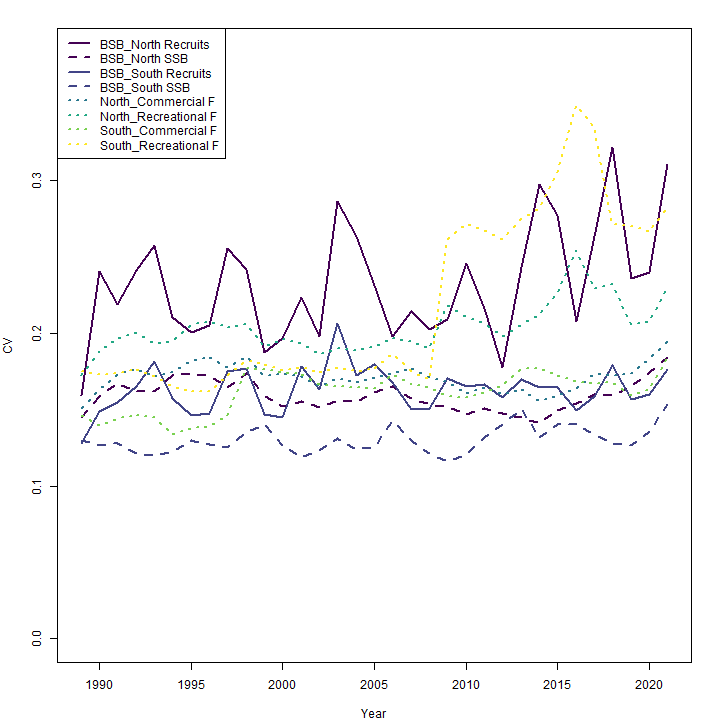 BSB_North Recruits
BSB_North SSB
BSB_South Recruits
BSB_South SSB
North_Commercial F
North_Recreational F
South_Commercial F
South_Recreational F
CV
0.3
0.2
0.1
0.0
1990 1995 2000 2005 2010 2015 2020
Year